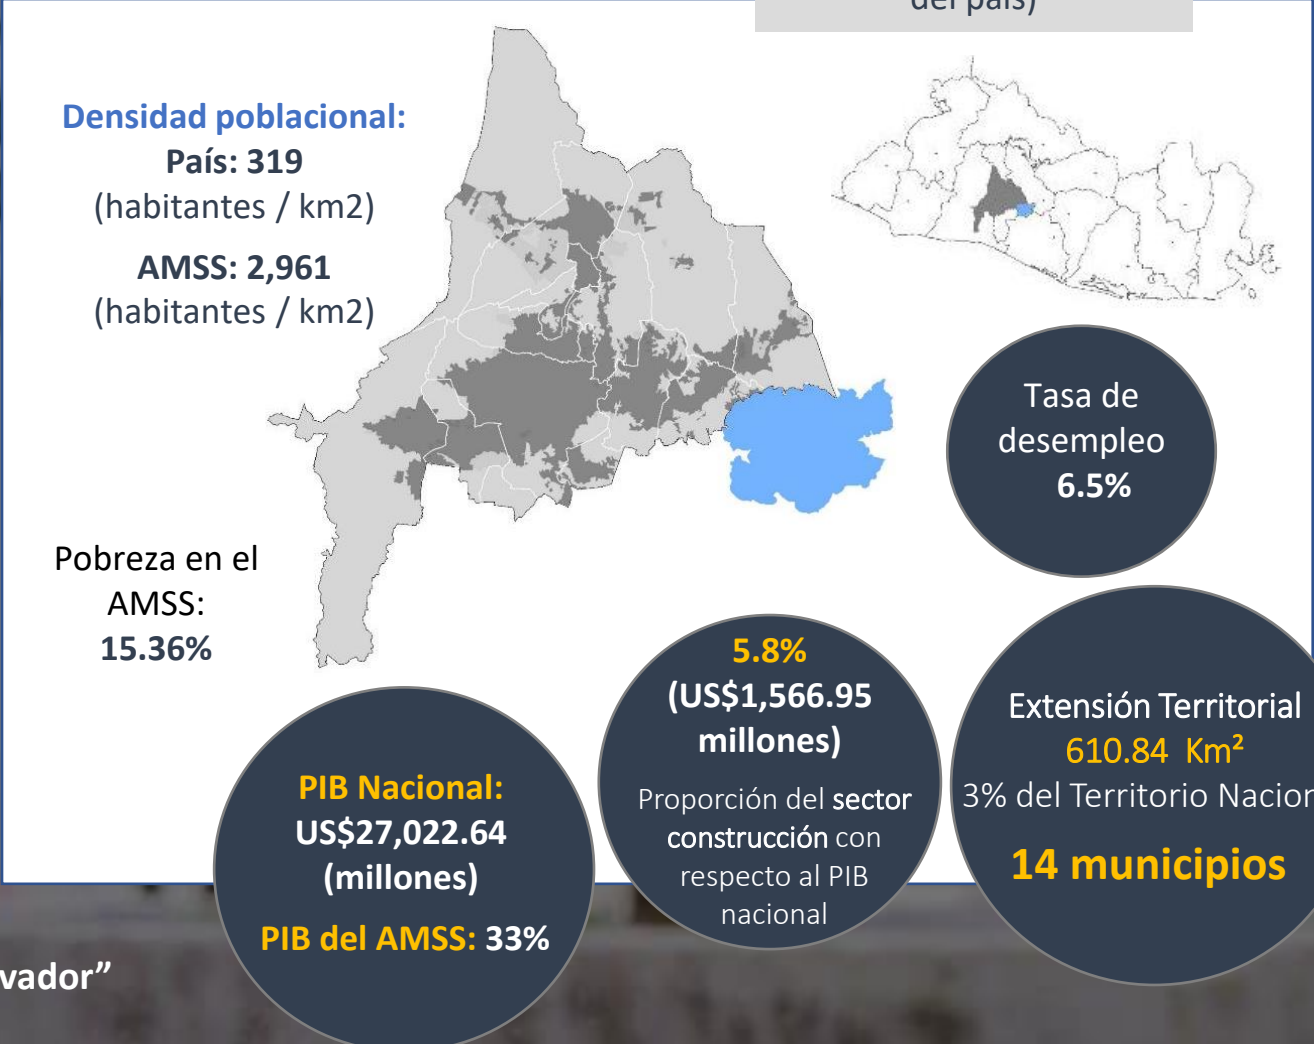 del país)
Densidad poblacional:
País: 319
(habitantes / km2)
AMSS: 2,961
(habitantes / km2)
Tasa de
desempleo
6.5%
Pobreza en el
AMSS:
15.36%
5.8%
(US$1,566.95
millones)
Proporción del sector
construcción con
respecto al PIB
nacional
Extensión Territorial
610.84 Km²
3% del Territorio Nacion
14 municipios
PIB Nacional:
US$27,022.64
(millones)
PIB del AMSS: 33%
vador”